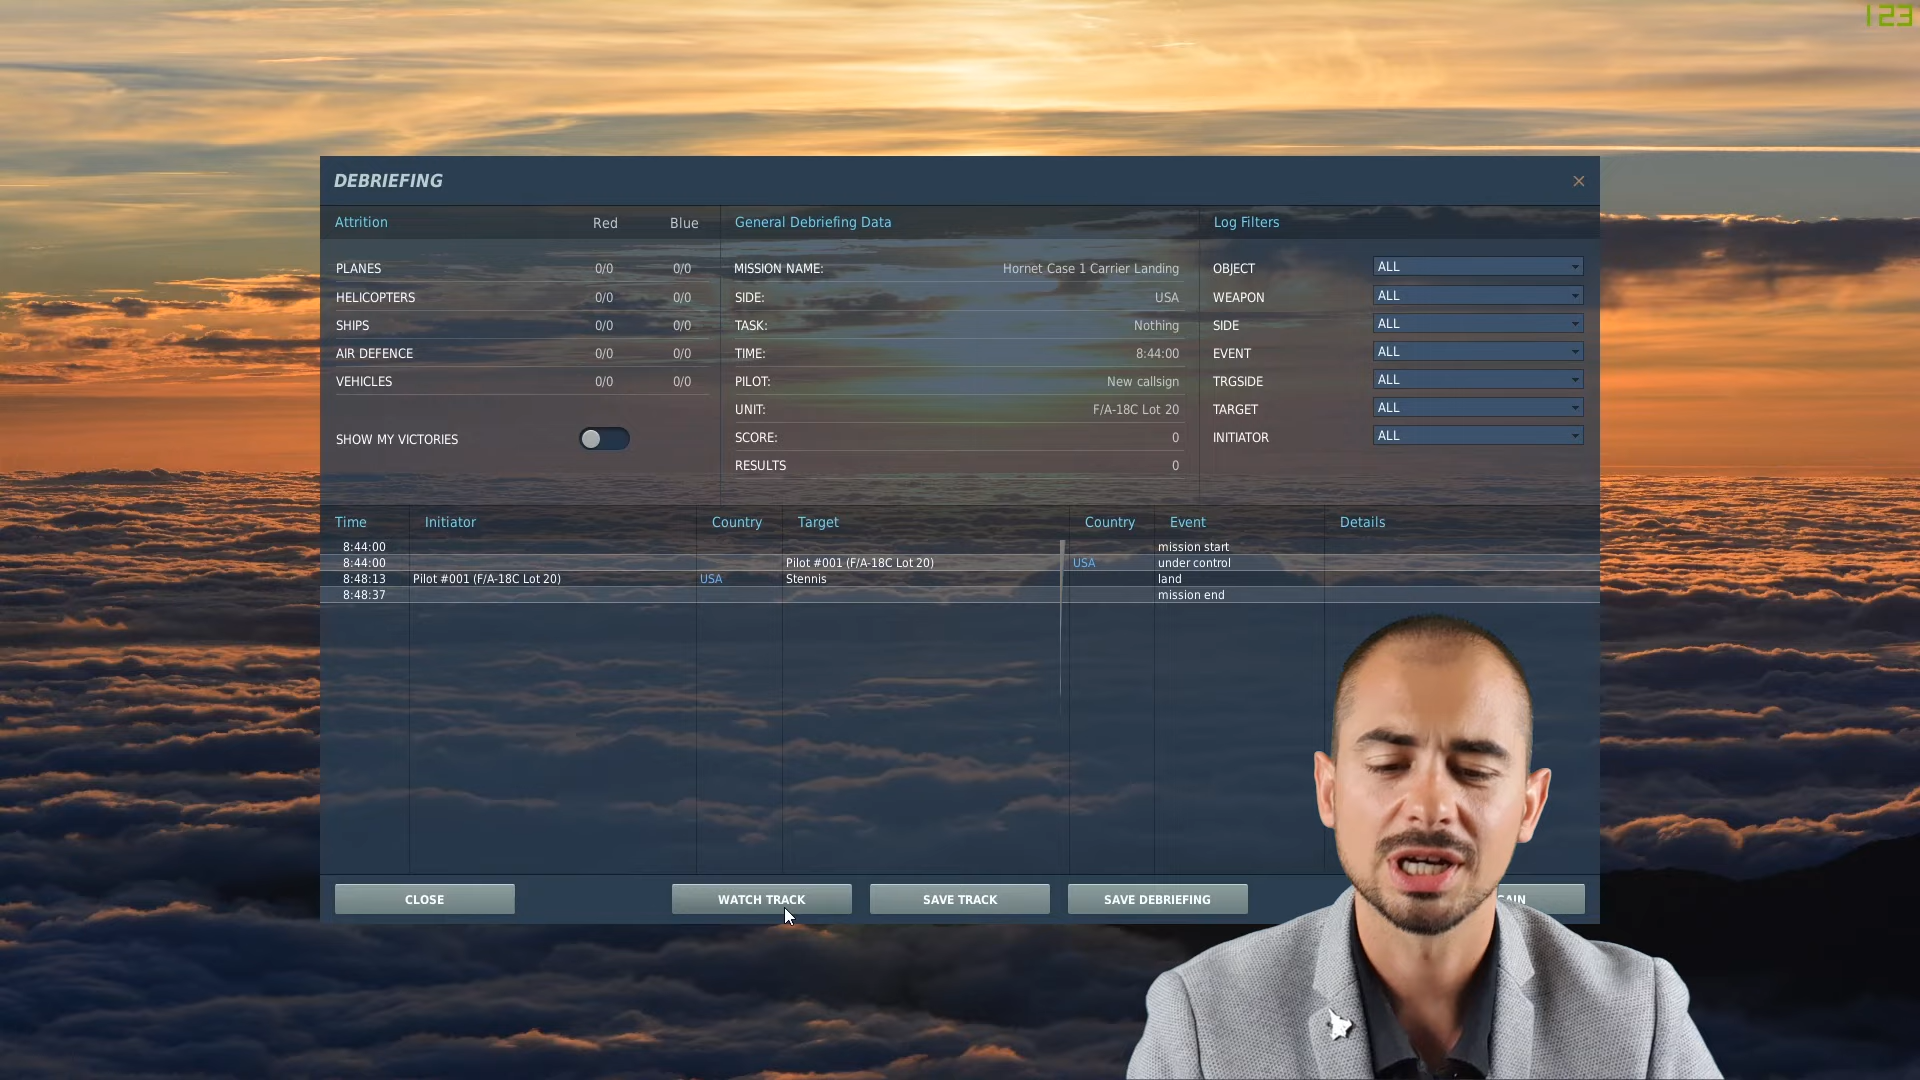 123
DEBRIEFING
Attrition Red Blue
PLANES 0/0 0/0
HELICOPTERS 0/0 0/0
SHIPS 0/0 0/0
AIR DEFENCE 0/0 0/0
VEHICLES 0/0 0/0
SHOW MY VICTORIES
General Debriefing Data
MISSION NAME: Hornet Case 1 Carrier Landing
SIDE: USA
TASK: Nothing
TIME: 8:44:00
PILOT: New callsign
UNIT: F/A-18C Lot 20
SCORE: 0
RESULTS 0
Log Filters
OBJECT ALL
WEAPON ALL
SIDE ALL
EVENT ALL
TRGSIDE ALL
TARGET ALL
INITIATOR ALL
Time Initiator Country Target Country Event Details
8:44:00 mission start
8:44:00 Pilot #001 (F/A-18C Lot 20) USA under control
8:48:13 Pilot #001 (F/A-18C Lot 20) USA Stennis land
8:48:37 mission end
CLOSE WATCH TRACK SAVE TRACK SAVE DEBRIEFING